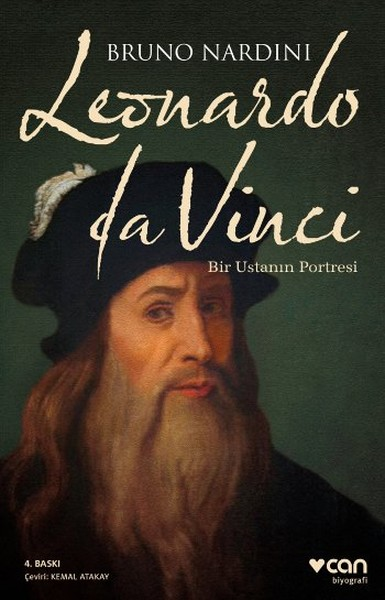 BRUNO NARDINI
Leonardo
da Vinci
Bir Ustanın Portresi
4. BASKI
Çeviri: KEMAL ATAKAY
can
biyografi